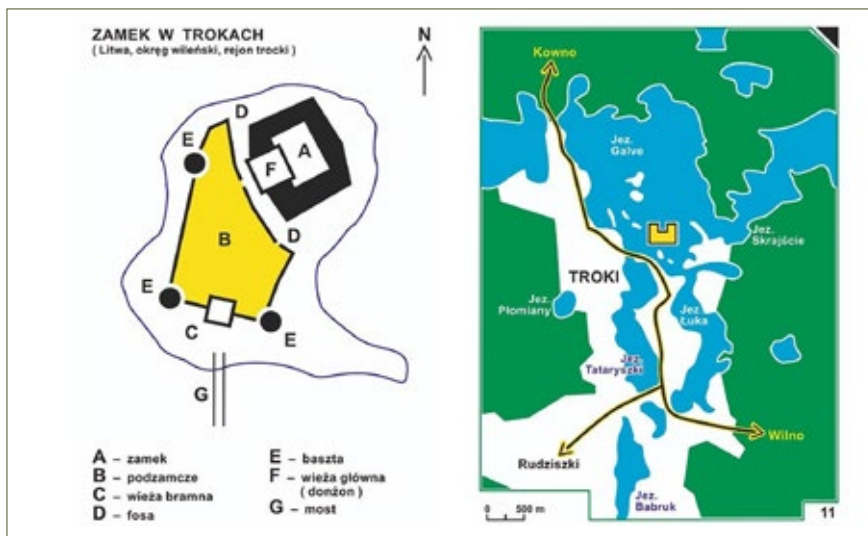 ZAMEK W TROKACH
( Litwa, okręg wileński, rejon trocki )
N
D
E
A
F
B
D
E
C
E
G
A – zamek
B – podzamcze
C – wieża bramna
D – fosa
E – baszta
F – wieża główna
( donżon )
G – most
Kowno
Jez.
Galve
Jez.
Skrajście
TROKI
Jez.
Płomiany
Jez.
Łuka
Jez.
Tataryszki
Wilno
Rudziszki
Jez.
Babruk
0 500 m
11